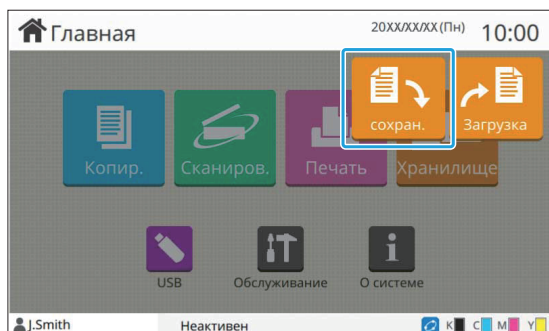 Главная 20XX/XX/XX (Пн) 10:00
сохран. Загрузка
Копир. Сканиров. Печать Хранилище
USB Обслуживание О системе
J.Smith Неактивен K C M Y